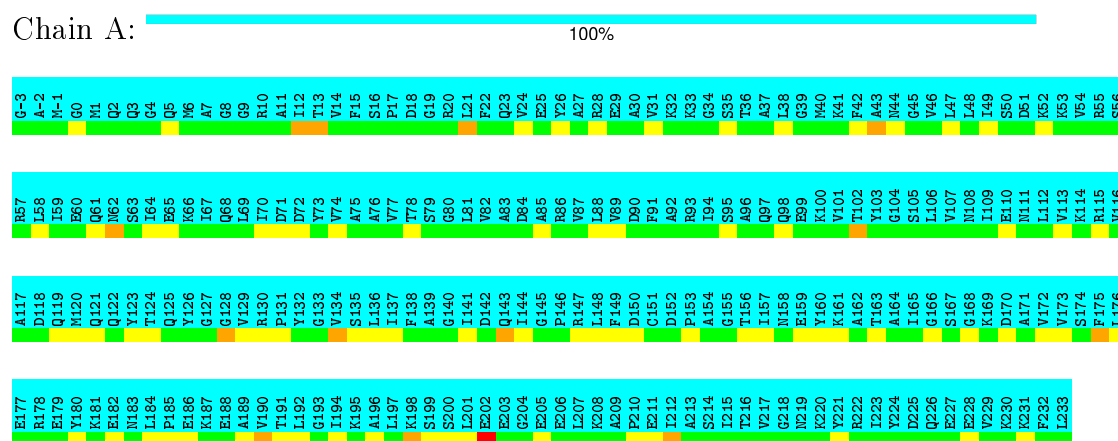 Chain A:
100%
G-3 A-2 M-1 G0 M1 Q2 Q3 G4 Q5 M6 A7 G8 G9 R10 A11 I12 T13 V14 F15 S16 P17 D18 G19 R20 L21 F22 Q23 V24 E25 Y26 A27 R28 E29 A30 V31 K32 K33 G34 S35 T36 A37 L38 G39 M40 K41 F42 A43 N44 G45 V46 L47 L48 I49 S50 D51 K52 K53 V54 R55 S56
R57 L58 I59 E60 Q61 N62 S63 I64 E65 K66 I67 Q68 L69 I70 D71 D72 Y73 V74 A75 A76 V77 T78 S79 G80 L81 V82 A83 D84 A85 R86 V87 L88 V89 D90 F91 A92 R93 I94 S95 A96 Q97 Q98 E99 K100 V101 T102 Y103 G104 S105 L106 V107 N108 I109 E110 N111 L112 V113 K114 R115 V116
A117 D118 Q119 M120 Q121 Q122 Y123 T124 Q125 Y126 G127 G128 V129 R130 P131 Y132 G133 V134 S135 L136 I137 F138 A139 G140 I141 D142 Q143 I144 G145 P146 R147 L148 F149 D150 C151 D152 P153 A154 G155 T156 I157 N158 E159 Y160 K161 A162 T163 A164 I165 G166 S167 G168 K169 D170 A171 V172 V173 S174 F175 I176
E177 R178 E179 Y180 K181 E182 N183 L184 P185 E186 K187 E188 A189 V190 T191 L192 G193 I194 K195 A196 L197 K198 S199 S200 L201 E202 E203 G204 E205 E206 L207 K208 A209 P210 E211 I212 A213 S214 I215 T216 V217 G218 N219 K220 Y221 R222 I223 Y224 D225 Q226 E227 E228 V229 K230 K231 F232 L233